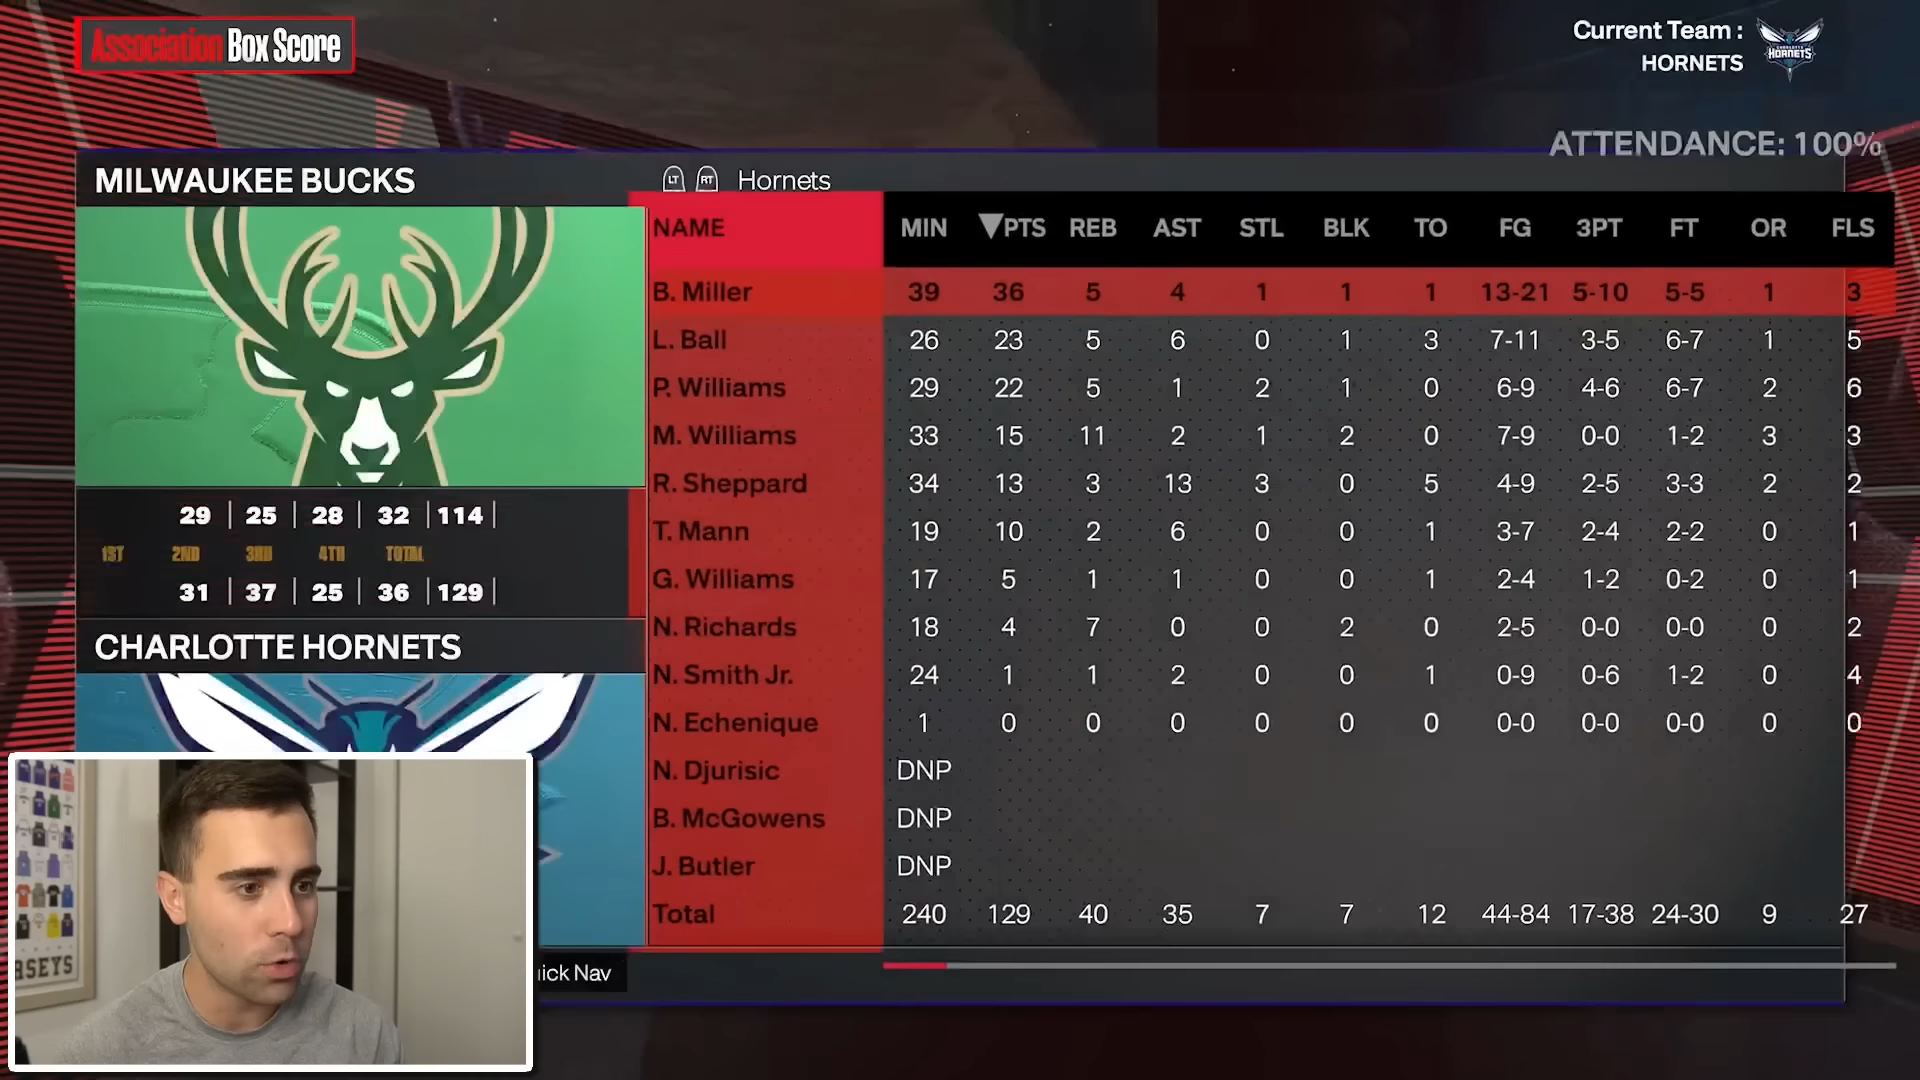 Association Box Score
Current Team :
HORNETS
CHARLOTTE
HORNETS
ATTENDANCE: 100%
MILWAUKEE BUCKS
LT RT Hornets
NAME MIN PTS REB AST STL BLK TO FG 3PT FT OR FLS
B. Miller 39 36 5 4 1 1 1 13-21 5-10 5-5 1 3
L. Ball 26 23 5 6 0 1 3 7-11 3-5 6-7 1 5
P. Williams 29 22 5 1 2 1 0 6-9 4-6 6-7 2 6
M. Williams 33 15 11 2 1 2 0 7-9 0-0 1-2 3 3
R. Sheppard 34 13 3 13 3 0 5 4-9 2-5 3-3 2 2
T. Mann 19 10 2 6 0 0 1 3-7 2-4 2-2 0 1
G. Williams 17 5 1 1 0 0 1 2-4 1-2 0-2 0 1
N. Richards 18 4 7 0 0 2 0 2-5 0-0 0-0 0 2
N. Smith Jr. 24 1 1 2 0 0 1 0-9 0-6 1-2 0 4
N. Echenique 1 0 0 0 0 0 0 0-0 0-0 0-0 0 0
N. Djurisic DNP
B. McGowens DNP
J. Butler DNP
Total 240 129 40 35 7 7 12 44-84 17-38 24-30 9 27
29 | 25 | 28 | 32 | 114 |
1ST 2ND 3RD 4TH TOTAL
31 | 37 | 25 | 36 | 129 |
CHARLOTTE HORNETS
uick Nav
RSEYS